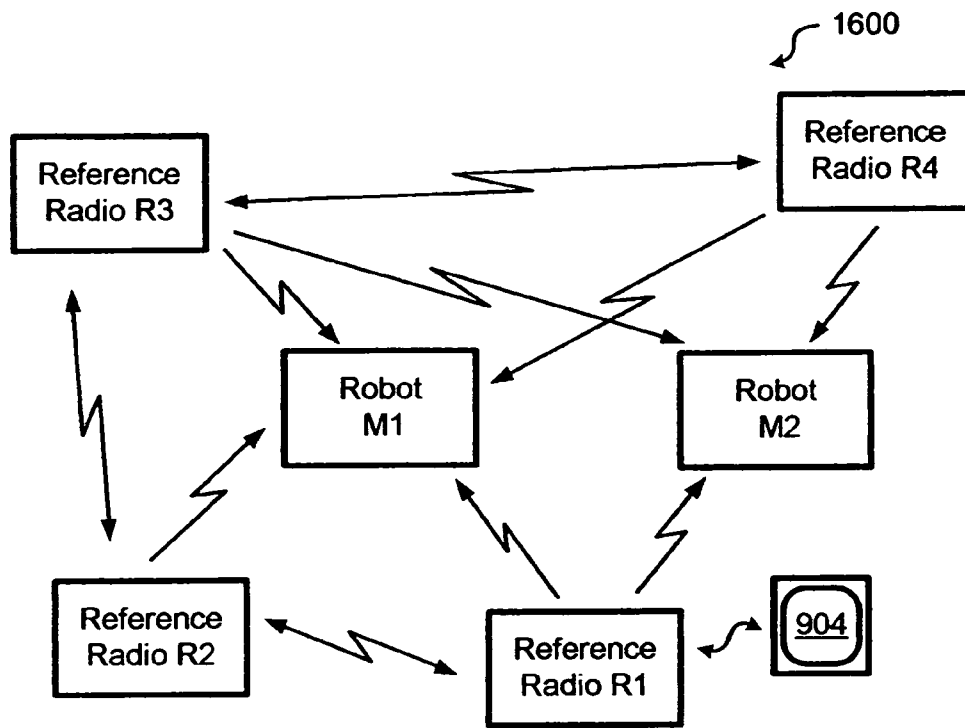 1600
Reference
Radio R4
Reference
Radio R3
Robot
M1
Robot
M2
Reference
Radio R2
Reference
Radio R1
904